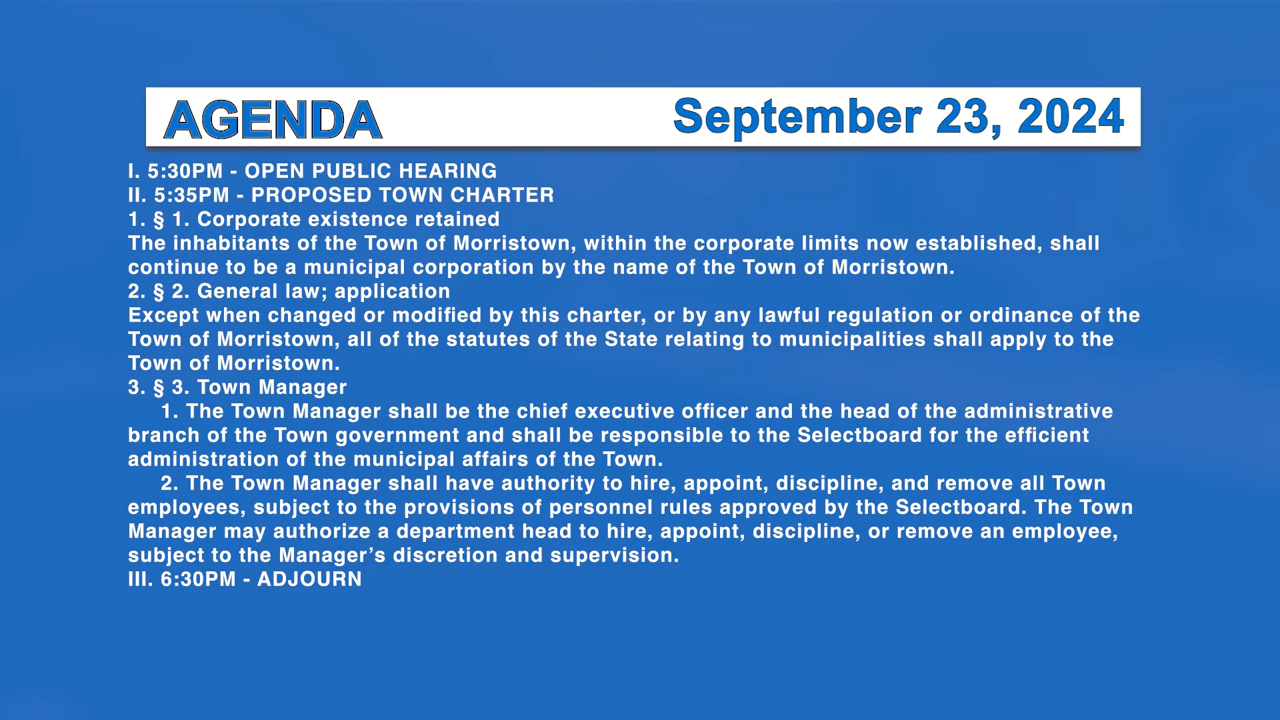 AGENDA September 23, 2024
I. 5:30PM - OPEN PUBLIC HEARING
II. 5:35PM - PROPOSED TOWN CHARTER
1. § 1. Corporate existence retained
The inhabitants of the Town of Morristown, within the corporate limits now established, shall
continue to be a municipal corporation by the name of the Town of Morristown.
2. § 2. General law; application
Except when changed or modified by this charter, or by any lawful regulation or ordinance of the
Town of Morristown, all of the statutes of the State relating to municipalities shall apply to the
Town of Morristown.
3. § 3. Town Manager
1. The Town Manager shall be the chief executive officer and the head of the administrative
branch of the Town government and shall be responsible to the Selectboard for the efficient
administration of the municipal affairs of the Town.
2. The Town Manager shall have authority to hire, appoint, discipline, and remove all Town
employees, subject to the provisions of personnel rules approved by the Selectboard. The Town
Manager may authorize a department head to hire, appoint, discipline, or remove an employee,
subject to the Manager’s discretion and supervision.
III. 6:30PM - ADJOURN